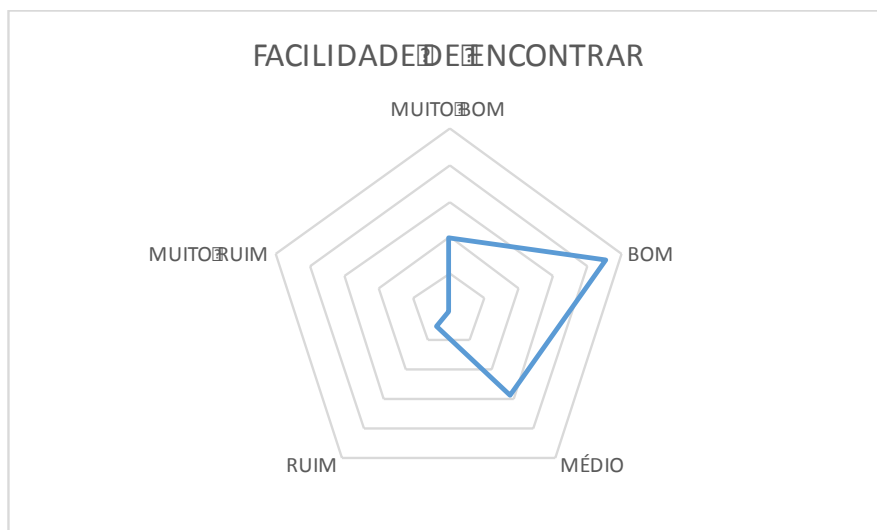 FACILIDADE DE ENCONTRAR
MUITO BOM
MUITO RUIM
BOM
RUIM
MÉDIO